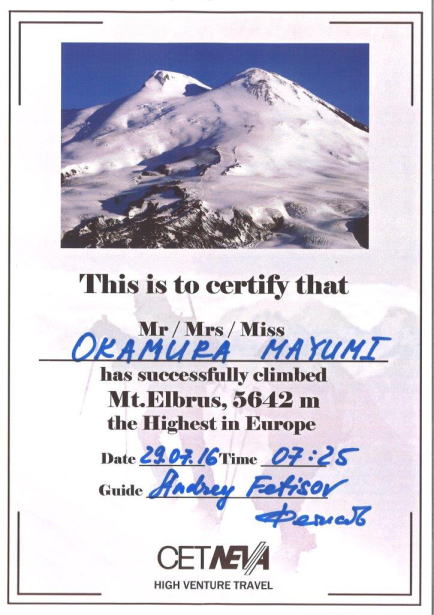 This is to certify that
Mr / Mrs / Miss
OKAMURA MAYUMI
has successfully climbed
Mt.Elbrus, 5642 m
the Highest in Europe
Date 29.07.16 Time 07:25
Guide Andrey Fetisov
CETNEVA
HIGH VENTURE TRAVEL